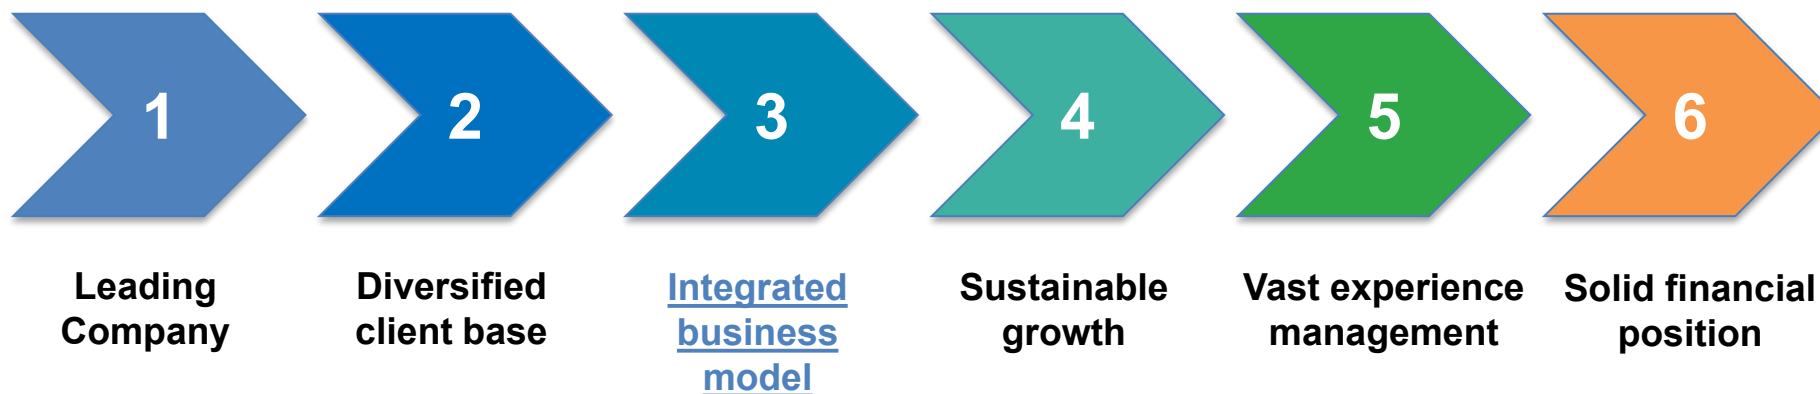 1
2
3
4
5
6
Leading
Company
Diversified
client base
Integrated
business
model
Sustainable
growth
Vast experience
management
Solid financial
position